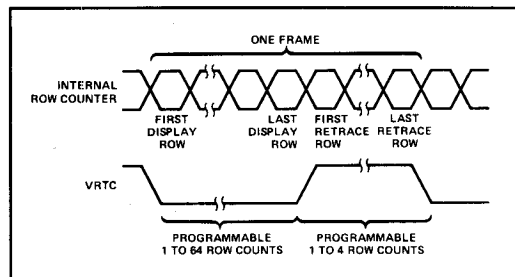 ONE FRAME
INTERNAL
ROW COUNTER
FIRST
DISPLAY
ROW
LAST
DISPLAY
ROW
FIRST
RETRACE
ROW
LAST
RETRACE
ROW
VRTC
PROGRAMMABLE
1 TO 64 ROW COUNTS
PROGRAMMABLE
1 TO 4 ROW COUNTS